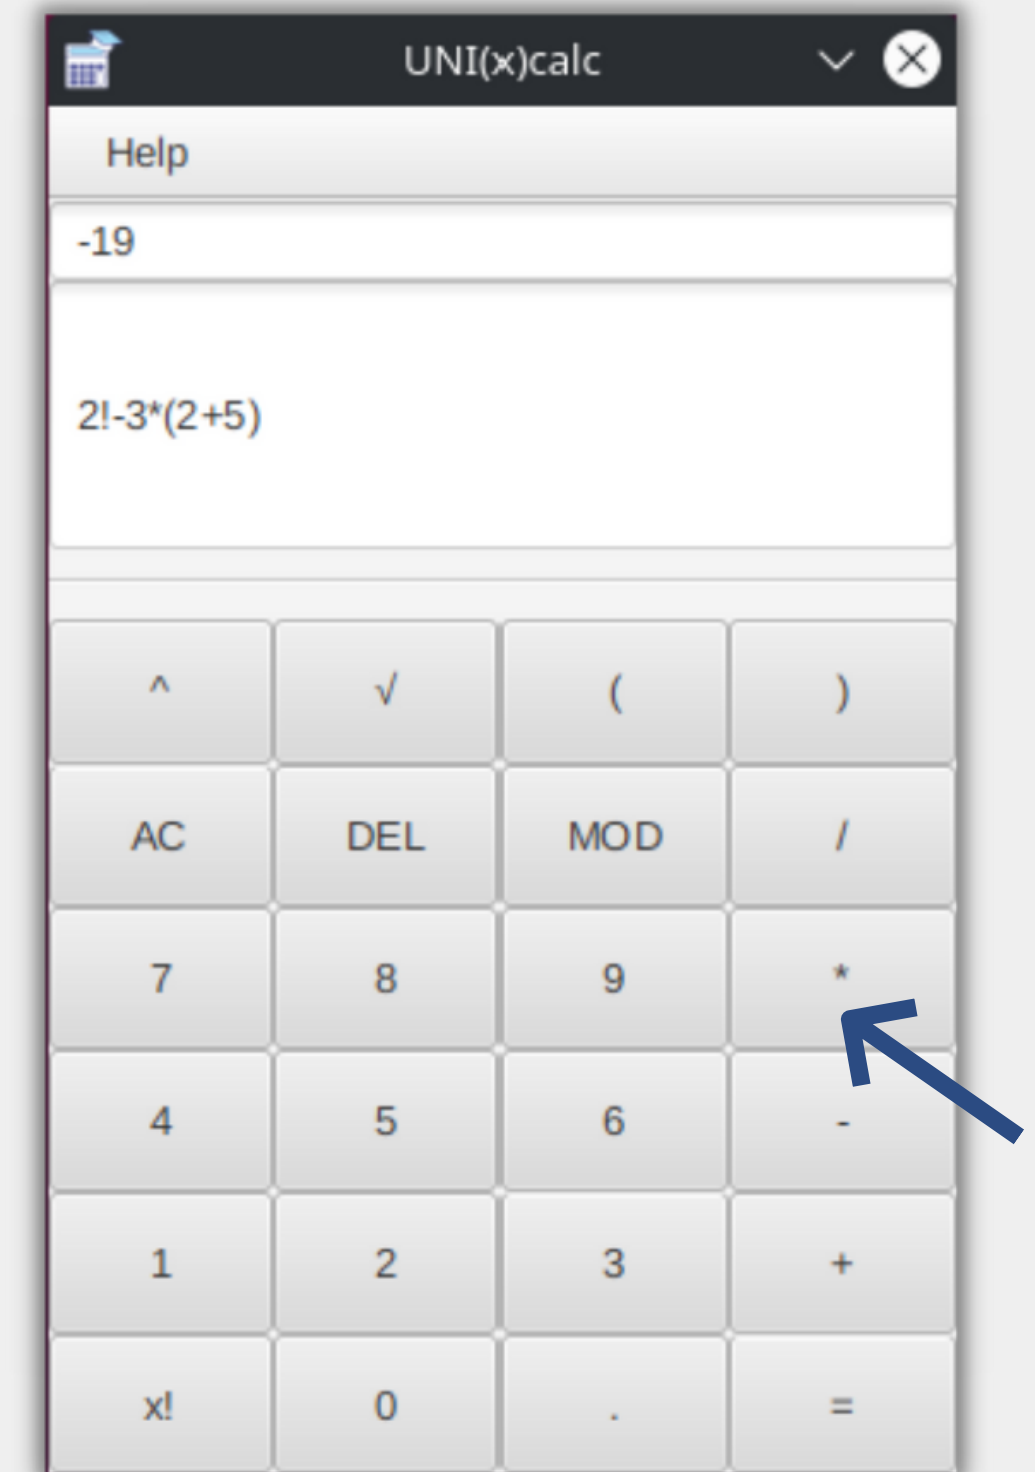 UNI(x)calc
Help
-19
2!-3*(2+5)
^ √ ( )
AC DEL MOD /
7 8 9 *
4 5 6 -
1 2 3 +
x! 0 . =